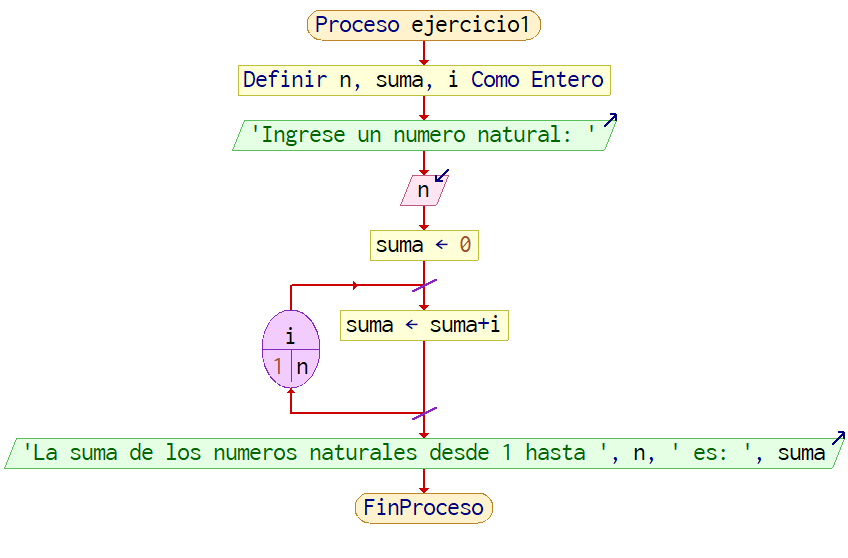 Proceso ejercicio1
Definir n, suma, i Como Entero
'Ingrese un numero natural: '
n
suma ← 0
suma ← suma+i
i
1 n
'La suma de los numeros naturales desde 1 hasta ', n, ' es: ', suma
FinProceso